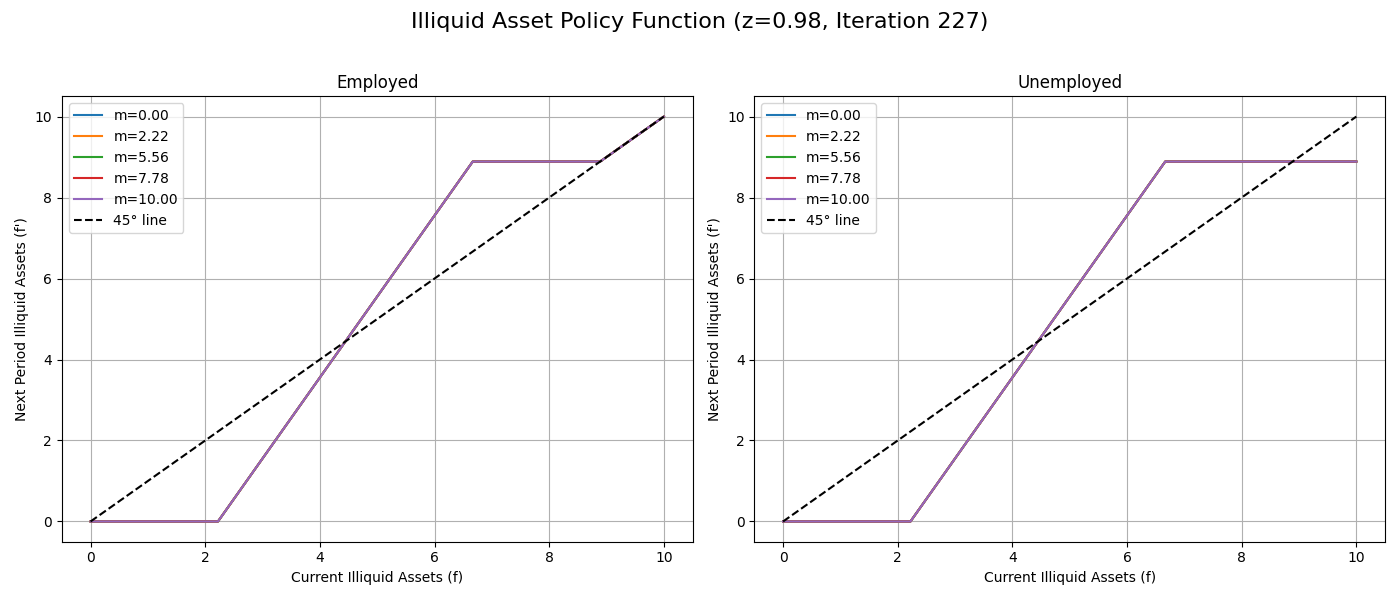 Illiquid Asset Policy Function (z=0.98, Iteration 227)
Employed
m=0.00
m=2.22
m=5.56
m=7.78
m=10.00
45° line
10
8
6
4
2
0
Next Period Illiquid Assets (f')
0 2 4 6 8 10
Current Illiquid Assets (f)
Unemployed
m=0.00
m=2.22
m=5.56
m=7.78
m=10.00
45° line
10
8
6
4
2
0
Next Period Illiquid Assets (f')
0 2 4 6 8 10
Current Illiquid Assets (f)